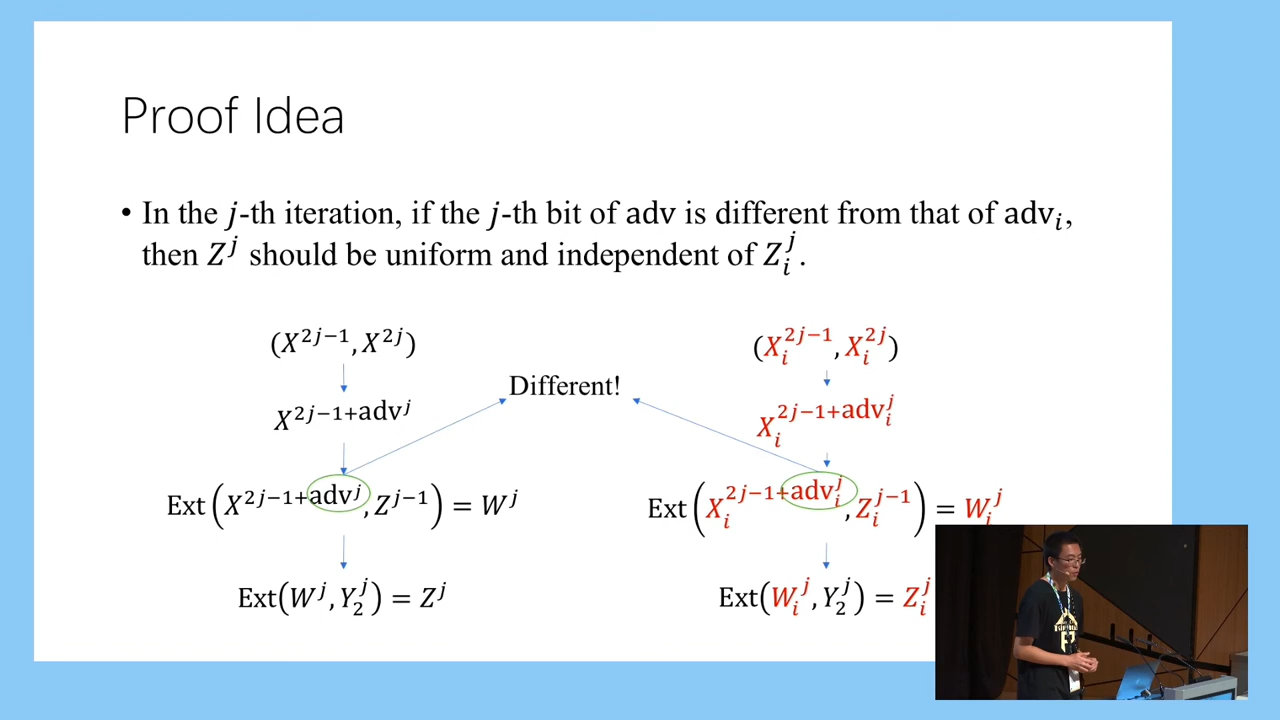 Proof Idea
• In the j-th iteration, if the j-th bit of adv is different from that of advᵢ,
then Zʲ should be uniform and independent of Zᵢʲ.
(X^{2j−1}, X^{2j})
(X_i^{2j−1}, X_i^{2j})
Different!
X^{2j−1+adv^j}
X_i^{2j−1+adv_i^j}
Ext(X^{2j−1+adv^j}, Z^{j−1}) = W^j
Ext(X_i^{2j−1+adv_i^j}, Z_i^{j−1}) = W_i^j
Ext(W^j, Y_2^j) = Z^j
Ext(W_i^j, Y_2^j) = Z_i^j